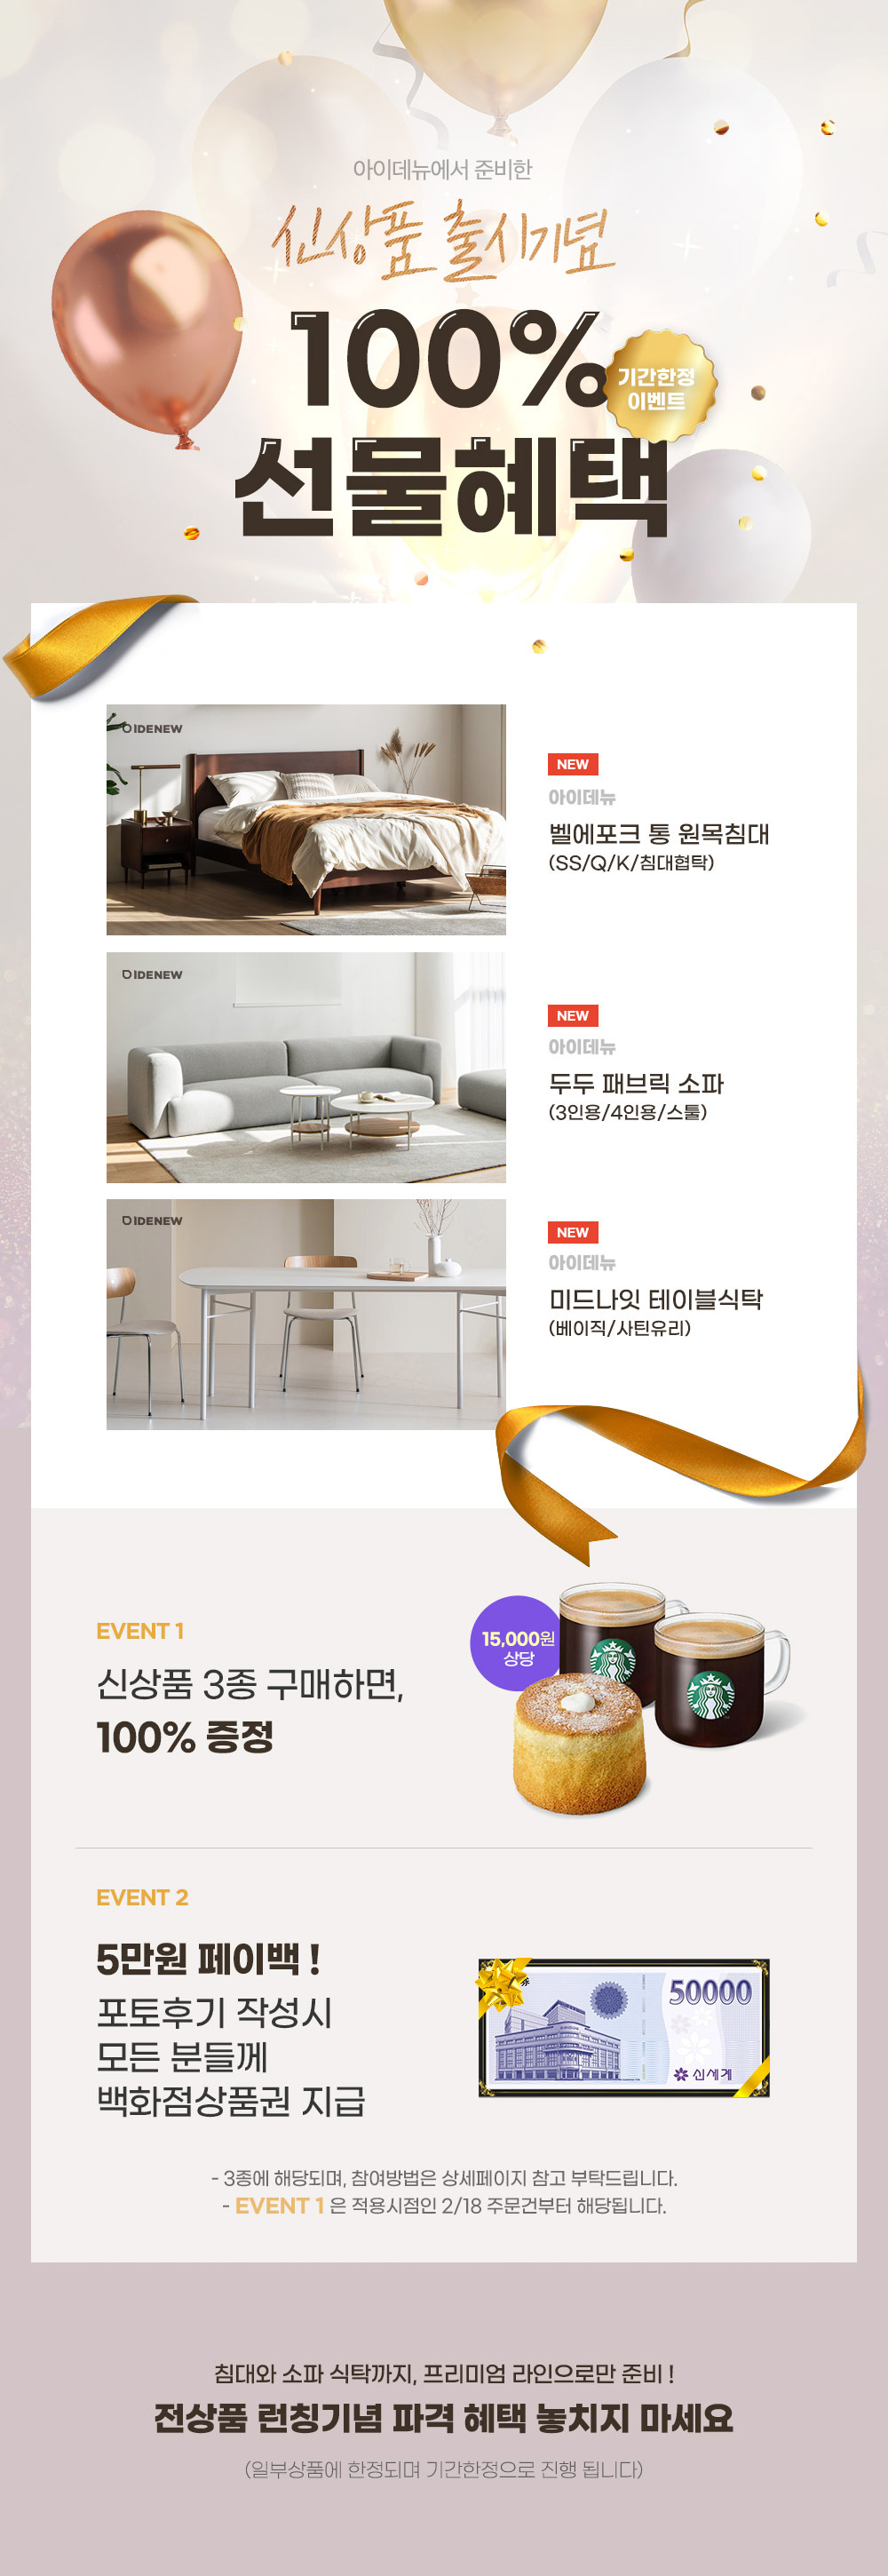 아이데뉴에서 준비한
신상품 출시기념
100%
기간한정
이벤트
선물혜택
IDENEW
NEW
아이데뉴
벨에포크 통 원목침대
(SS/Q/K/침대협탁)
IDENEW
NEW
아이데뉴
두두 패브릭 소파
(3인용/4인용/스툴)
IDENEW
NEW
아이데뉴
미드나잇 테이블식탁
(베이직/사틴유리)
EVENT 1
신상품 3종 구매하면,
100% 증정
15,000원
상당
EVENT 2
5만원 페이백 !
포토후기 작성시
모든 분들께
백화점상품권 지급
50000
신세계
- 3종에 해당되며, 참여방법은 상세페이지 참고 부탁드립니다.
- EVENT 1 은 적용시점인 2/18 주문건부터 해당됩니다.
침대와 소파 식탁까지, 프리미엄 라인으로만 준비 !
전상품 런칭기념 파격 혜택 놓치지 마세요
(일부상품에 한정되며 기간한정으로 진행 됩니다)